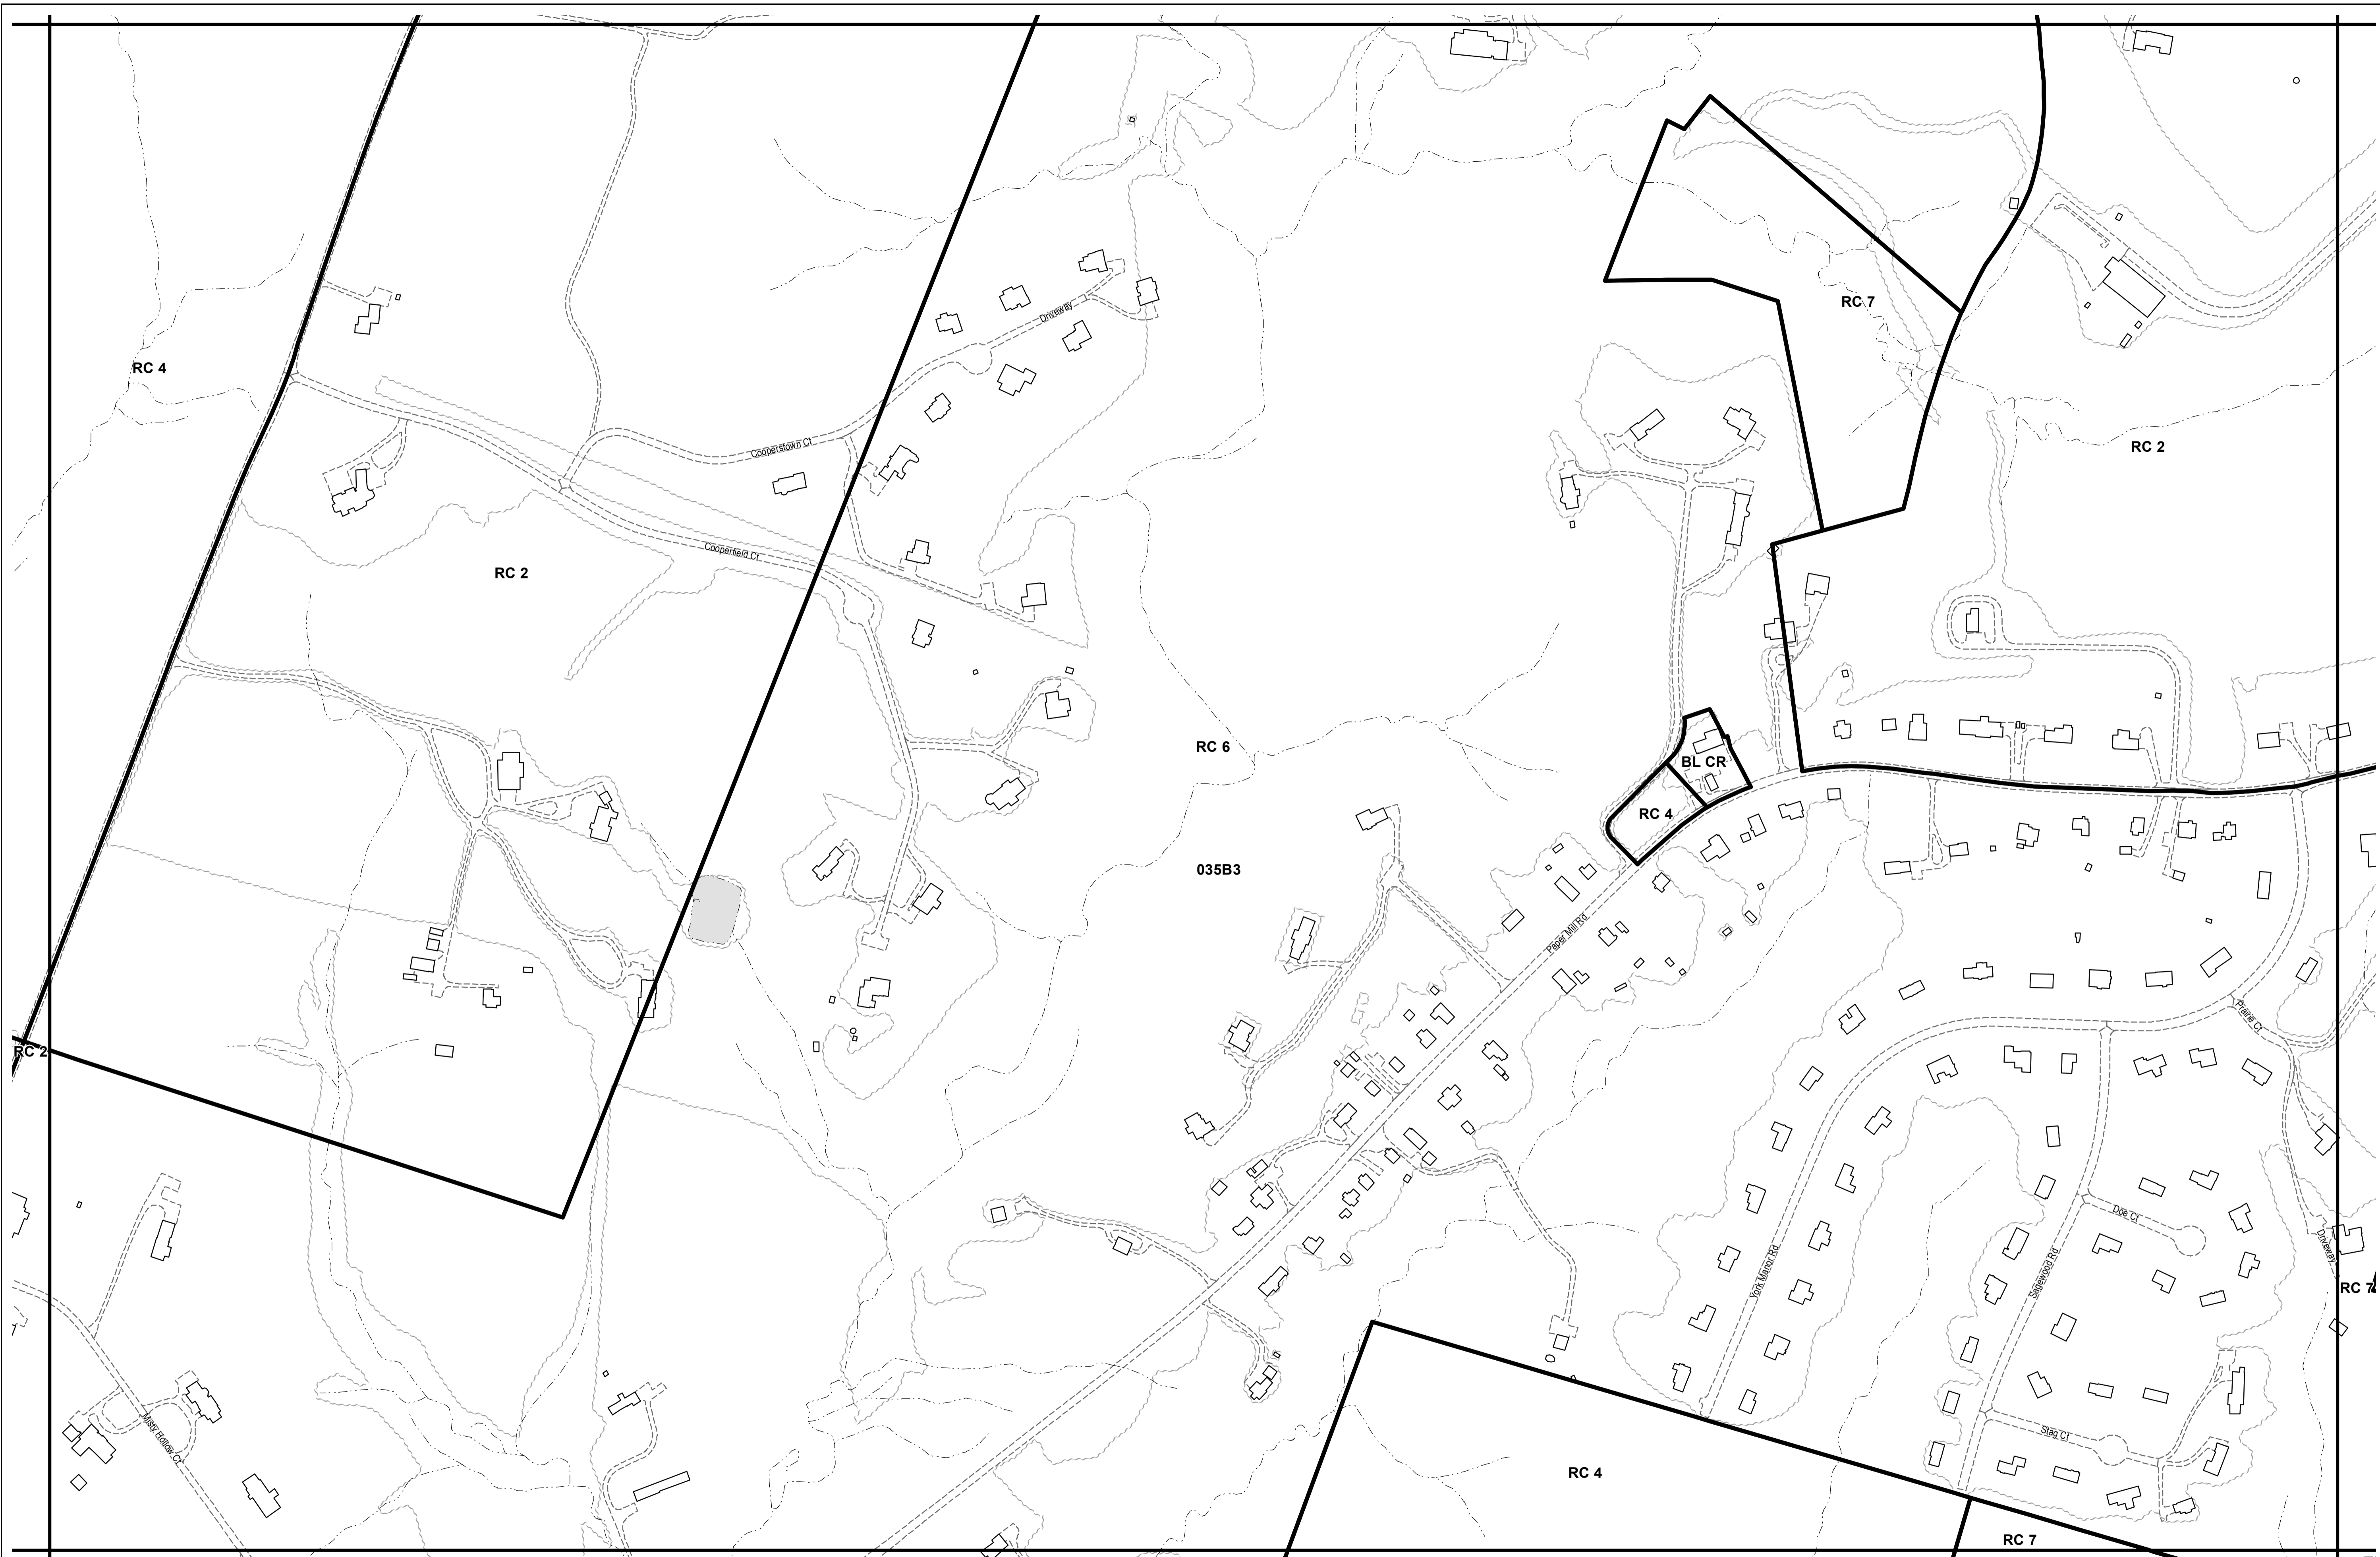 Driveway
RC 7
RC 4
RC 2
Cooperstown Ct
Cooperfield Ct
RC 2
RC 6
BL CR
RC 4
035B3
Paper Mill Rd
Prairie Ct
RC 2
Doe Ct
Driveway
York Manor Rd
Sagewood Rd
RC 7
Misty Hollow Ct
Stag Ct
RC 4
RC 7